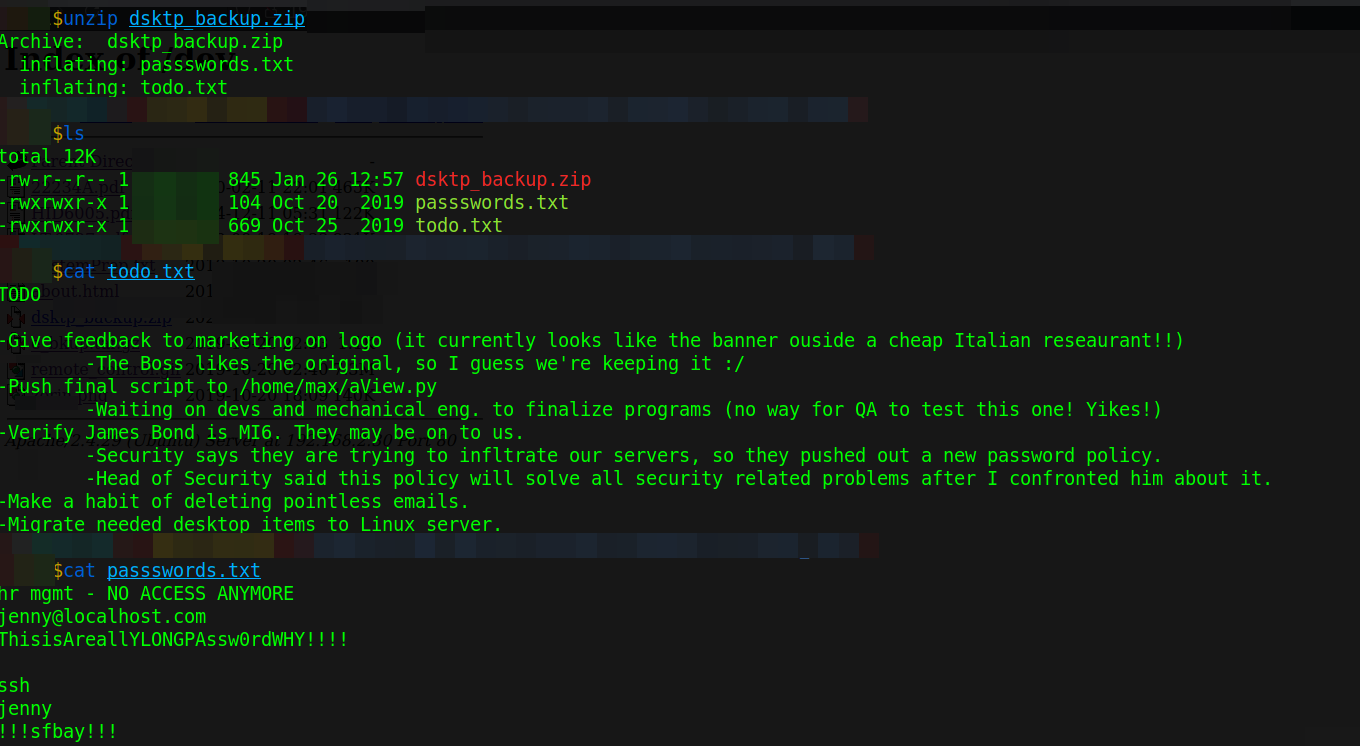 $unzip dsktp_backup.zip
Archive:  dsktp_backup.zip
  inflating: passswords.txt
  inflating: todo.txt
$ls
total 12K
-rw-r--r-- 1 845 Jan 26 12:57 dsktp_backup.zip
-rwxrwxr-x 1 104 Oct 20  2019 passswords.txt
-rwxrwxr-x 1 669 Oct 25  2019 todo.txt
$cat todo.txt
TODO
-Give feedback to marketing on logo (it currently looks like the banner ouside a cheap Italian reseaurant!!)
        -The Boss likes the original, so I guess we're keeping it :/
-Push final script to /home/max/aView.py
        -Waiting on devs and mechanical eng. to finalize programs (no way for QA to test this one! Yikes!)
-Verify James Bond is MI6. They may be on to us.
        -Security says they are trying to infltrate our servers, so they pushed out a new password policy.
        -Head of Security said this policy will solve all security related problems after I confronted him about it.
-Make a habit of deleting pointless emails.
-Migrate needed desktop items to Linux server.
$cat passswords.txt
hr mgmt - NO ACCESS ANYMORE
jenny@localhost.com
ThisisAreallYLONGPAssw0rdWHY!!!!
ssh
jenny
!!!sfbay!!!